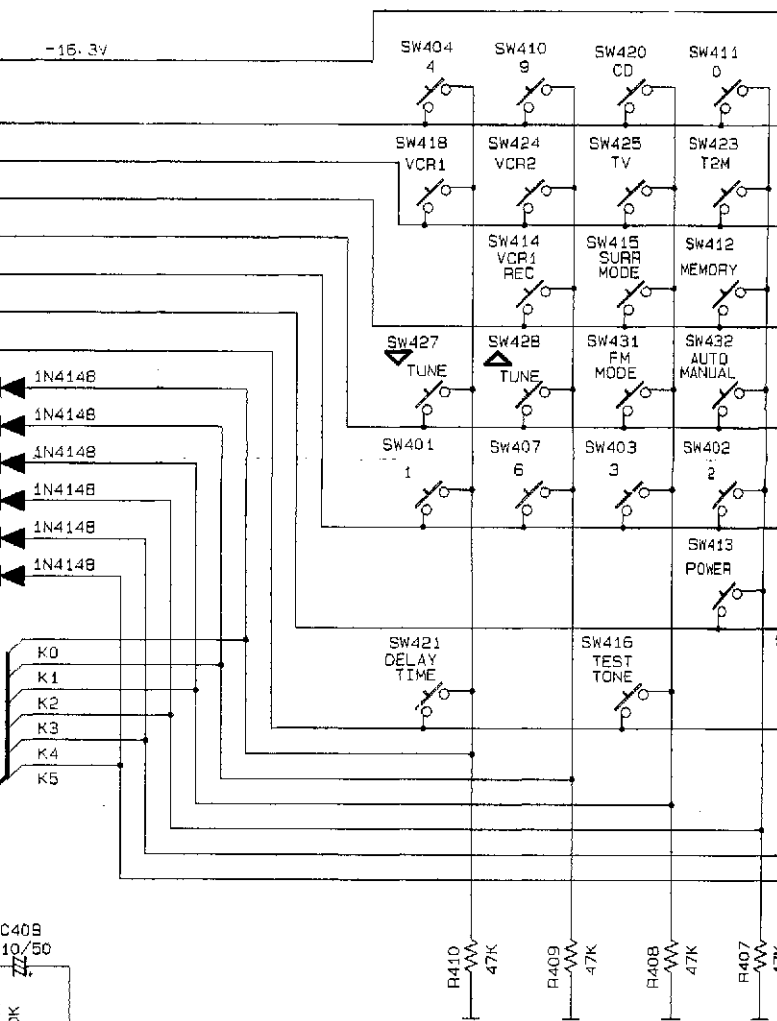 -16.3V
SW404 SW410 SW420 SW411
4 9 CD 0
SW418 SW424 SW425 SW423
VCR1 VCR2 TV T2M
SW414 SW415 SW412
VCR1 SURR MEMORY
REC MODE
SW427 SW428 SW431 SW432
TUNE TUNE FM AUTO
MODE MANUAL
1N4148
1N4148
1N4148
1N4148
1N4148
1N4148
SW401 SW407 SW403 SW402
1 6 3 2
SW413
POWER
SW421 SW416
DELAY TEST
TIME TONE
K0
K1
K2
K3
K4
K5
C409
10/50
R410 47K
R409 47K
R408 47K
R407 47K